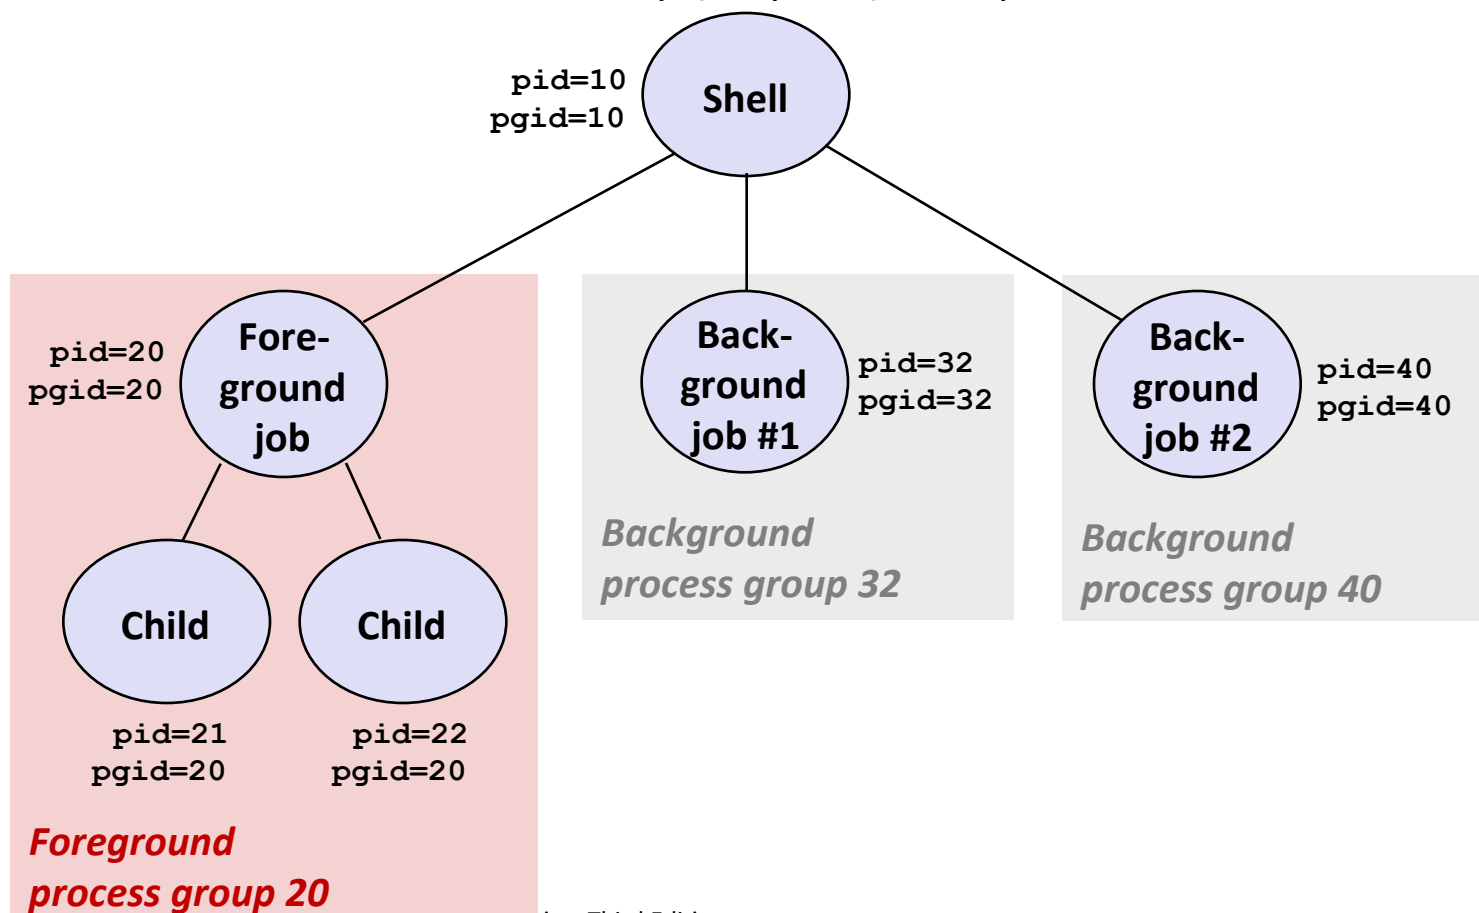 pid=10
pgid=10
Shell
pid=20
pgid=20
Fore-
ground
job
Back-
ground
job #1
pid=32
pgid=32
Back-
ground
job #2
pid=40
pgid=40
Background
process group 32
Background
process group 40
Child
Child
pid=21
pgid=20
pid=22
pgid=20
Foreground
process group 20